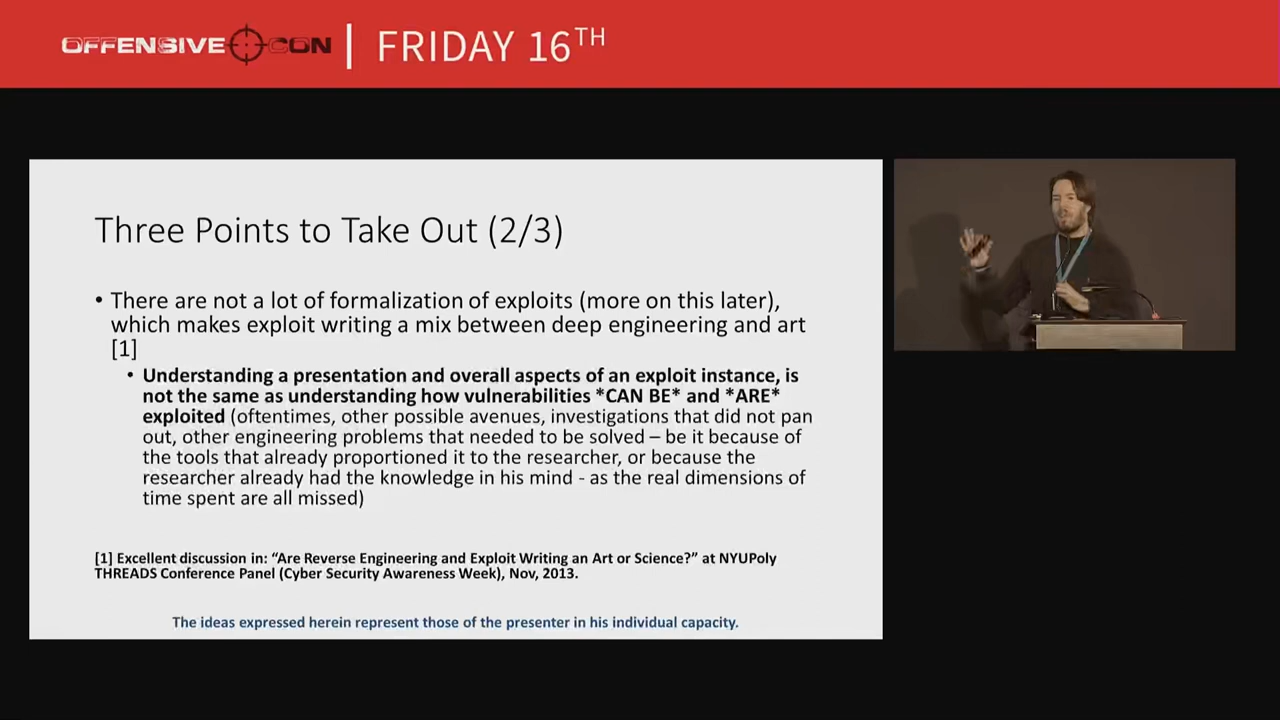 OFFENSIVE CON | FRIDAY 16TH
Three Points to Take Out (2/3)
• There are not a lot of formalization of exploits (more on this later),
which makes exploit writing a mix between deep engineering and art
[1]
• Understanding a presentation and overall aspects of an exploit instance, is
not the same as understanding how vulnerabilities *CAN BE* and *ARE*
exploited (oftentimes, other possible avenues, investigations that did not pan
out, other engineering problems that needed to be solved – be it because of
the tools that already proportioned it to the researcher, or because the
researcher already had the knowledge in his mind - as the real dimensions of
time spent are all missed)
[1] Excellent discussion in: “Are Reverse Engineering and Exploit Writing an Art or Science?” at NYUPoly
THREADS Conference Panel (Cyber Security Awareness Week), Nov, 2013.
The ideas expressed herein represent those of the presenter in his individual capacity.